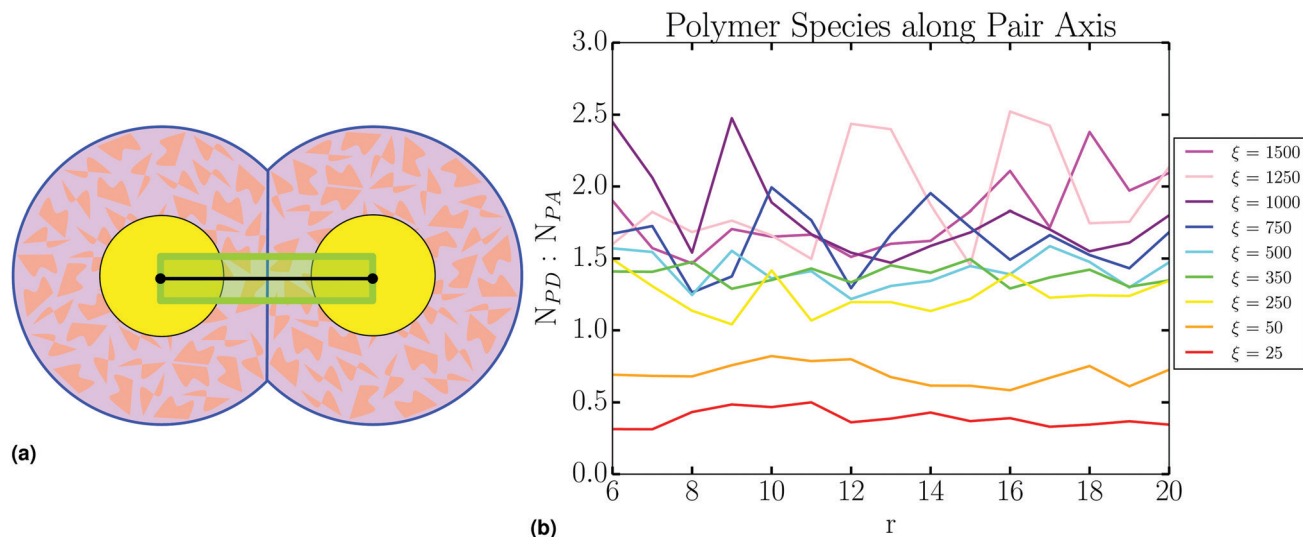 (a)
Polymer Species along Pair Axis
N_PD : N_PA
3.0
2.5
2.0
1.5
1.0
0.5
0.0
6 8 10 12 14 16 18 20
r
ξ = 1500
ξ = 1250
ξ = 1000
ξ = 750
ξ = 500
ξ = 350
ξ = 250
ξ = 50
ξ = 25
(b)